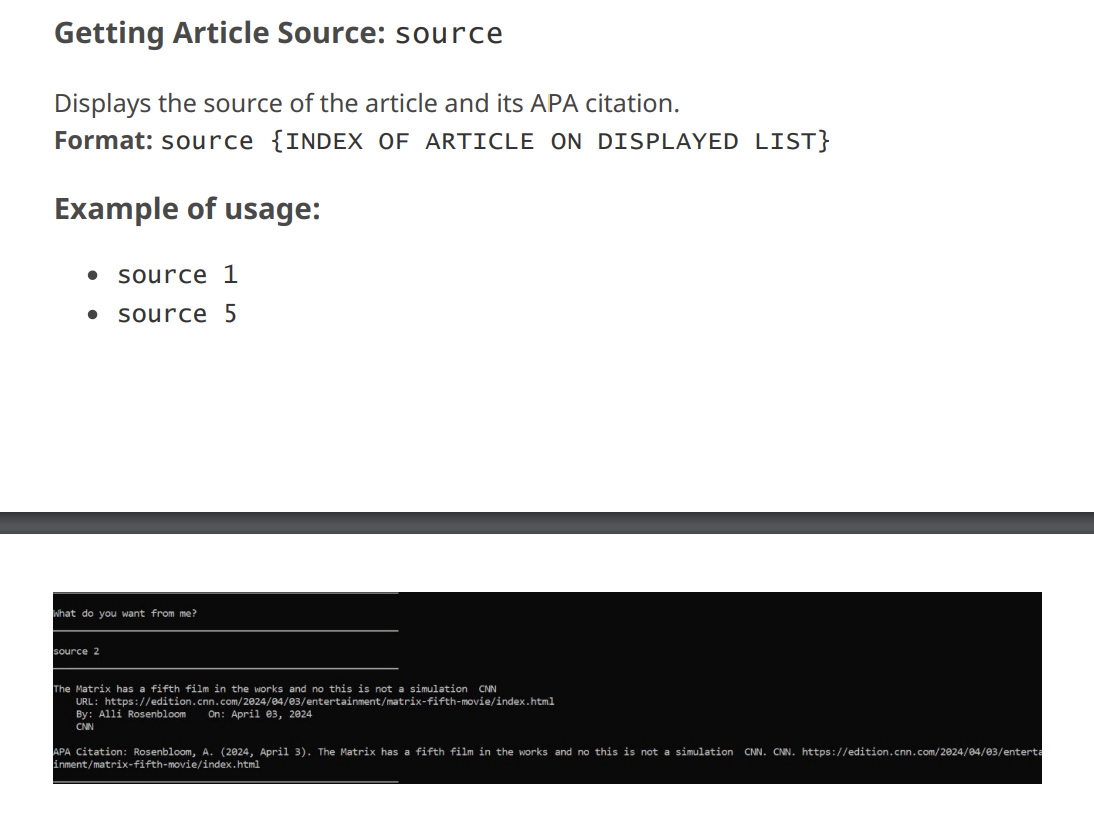 Getting Article Source: source
Displays the source of the article and its APA citation.
Format: source {INDEX OF ARTICLE ON DISPLAYED LIST}
Example of usage:
• source 1
• source 5
What do you want from me?
source 2
The Matrix has a fifth film in the works and no this is not a simulation  CNN
URL: https://edition.cnn.com/2024/04/03/entertainment/matrix-fifth-movie/index.html
By: Alli Rosenbloom    On: April 03, 2024
CNN
APA Citation: Rosenbloom, A. (2024, April 3). The Matrix has a fifth film in the works and no this is not a simulation  CNN. CNN. https://edition.cnn.com/2024/04/03/enterta
inment/matrix-fifth-movie/index.html